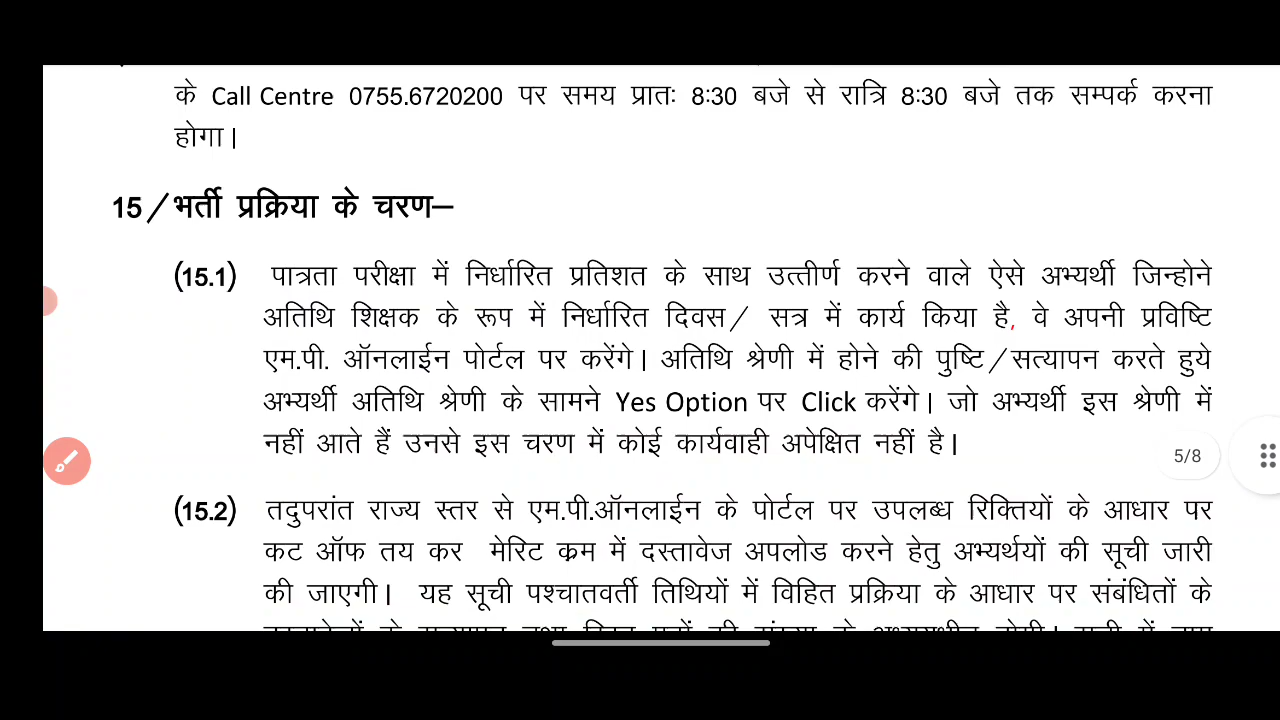 के Call Centre 0755.6720200 पर समय प्रातः 8:30 बजे से रात्रि 8:30 बजे तक सम्पर्क करना
होगा।
15/भर्ती प्रक्रिया के चरण—
(15.1) पात्रता परीक्षा में निर्धारित प्रतिशत के साथ उत्तीर्ण करने वाले ऐसे अभ्यर्थी जिन्होने
अतिथि शिक्षक के रूप में निर्धारित दिवस/ सत्र में कार्य किया है, वे अपनी प्रविष्टि
एम.पी. ऑनलाईन पोर्टल पर करेंगे। अतिथि श्रेणी में होने की पुष्टि/सत्यापन करते हुये
अभ्यर्थी अतिथि श्रेणी के सामने Yes Option पर Click करेंगे। जो अभ्यर्थी इस श्रेणी में
नहीं आते हैं उनसे इस चरण में कोई कार्यवाही अपेक्षित नहीं है।
5/8
(15.2) तदुपरांत राज्य स्तर से एम.पी.ऑनलाईन के पोर्टल पर उपलब्ध रिक्तियों के आधार पर
कट ऑफ तय कर मेरिट क्रम में दस्तावेज अपलोड करने हेतु अभ्यर्थयों की सूची जारी
की जाएगी। यह सूची पश्चातवर्ती तिथियों में विहित प्रक्रिया के आधार पर संबंधितों के